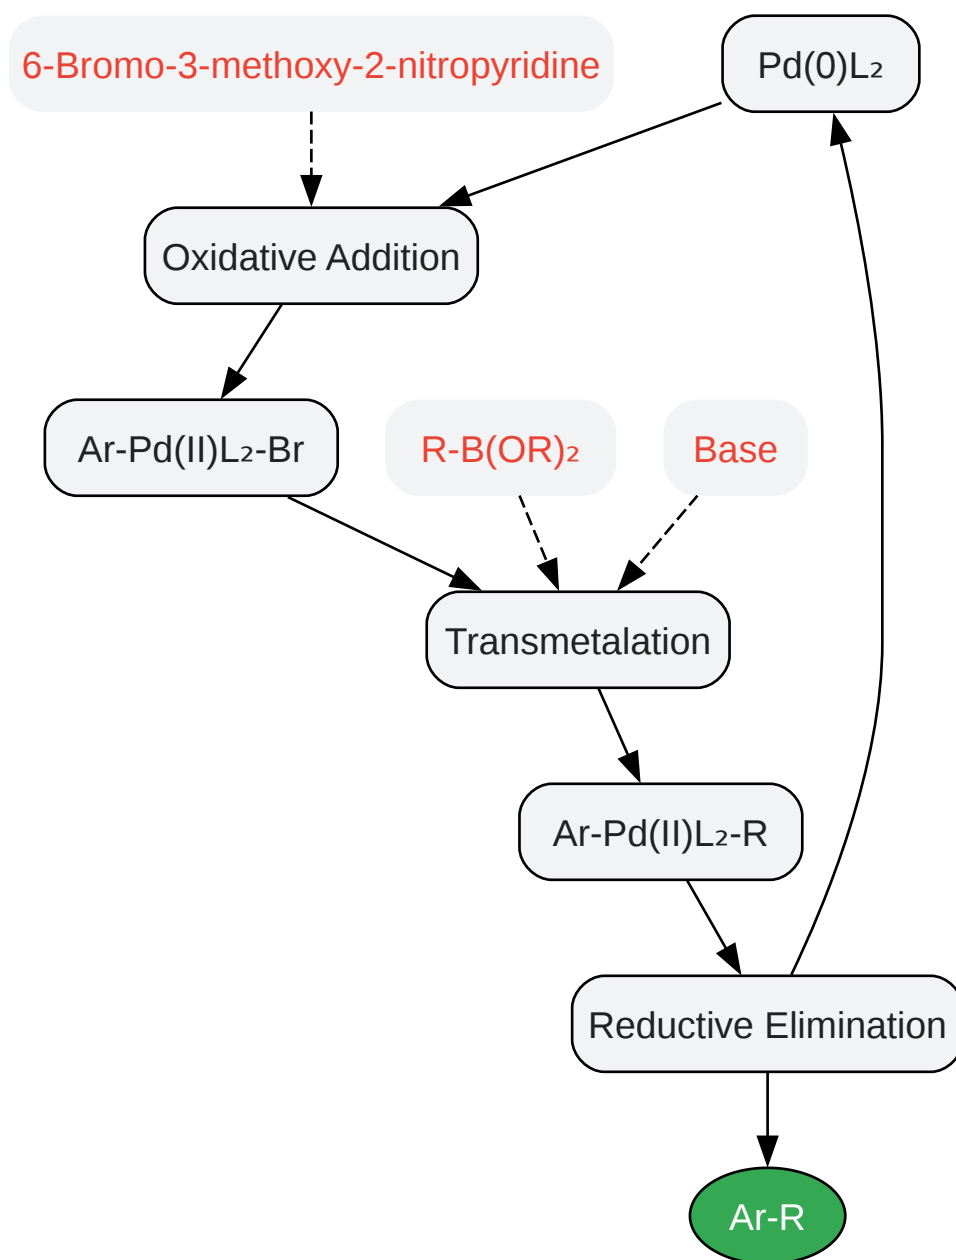 6-Bromo-3-methoxy-2-nitropyridine
Pd(0)L₂
Oxidative Addition
Ar-Pd(II)L₂-Br
R-B(OR)₂
Base
Transmetalation
Ar-Pd(II)L₂-R
Reductive Elimination
Ar-R